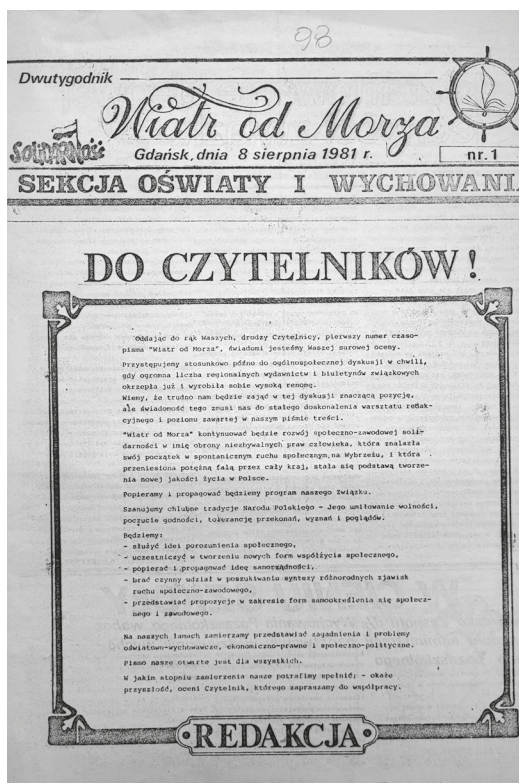 98
Dwutygodnik
Wiatr od Morza
Solidarność
Gdańsk, dnia 8 sierpnia 1981 r.
nr. 1
SEKCJA OŚWIATY I WYCHOWANIA
DO CZYTELNIKÓW!
Oddając do rąk Waszych, drodzy Czytelnicy, pierwszy numer czaso-
pisma "Wiatr od Morza", świadomi jesteśmy Waszej surowej oceny.
Przystępujemy stosunkowo późno do ogólnospołecznej dyskusji w chwili,
gdy ogromna liczba regionalnych wydawnictw i biuletynów związkowych
okrzepła już i wyrobiła sobie wysoką renomę.
Wiemy, że trudno nam będzie zająć w tej dyskusji znaczącą pozycję,
ale świadomość tego zmusi nas do stałego doskonalenia warsztatu redak-
cyjnego i poziomu zawartej w naszym piśmie treści.
"Wiatr od Morza" kontynuować będzie rozwój społeczno-zawodowej soli-
darności w imię obrony niezbywalnych praw człowieka, która znalazła
swój początek w spontanicznym ruchu społecznym, na Wybrzeżu, i która
przeniesiona potężną falą przez cały kraj, stała się podstawą tworze-
nia nowej jakości życia w Polsce.
Popieramy i propagować będziemy program naszego Związku.
Szanujemy chlubne tradycje Narodu Polskiego - Jego umiłowanie wolności,
poczucie godności, tolerancję przekonań, wyznań i poglądów.
Będziemy:
- służyć idei porozumienia społecznego,
- uczestniczyć w tworzeniu nowych form współżycia społecznego,
- popierać i propagować ideę samorządności,
- brać czynny udział w poszukiwaniu syntezy różnorodnych zjawisk
ruchu społeczno-zawodowego,
- przedstawiać propozycje w zakresie form samookreślenia się społecz-
nego i zawodowego.
Na naszych łamach zamierzamy przedstawiać zagadnienia i problemy
oświatowo-wychowawcze, ekonomiczno-prawne i społeczno-polityczne.
Pismo nasze otwarte jest dla wszystkich.
W jakim stopniu zamierzenia nasze potrafimy spełnić; - okaże
przyszłość, oceni Czytelnik, którego zapraszamy do współpracy.
REDAKCJA